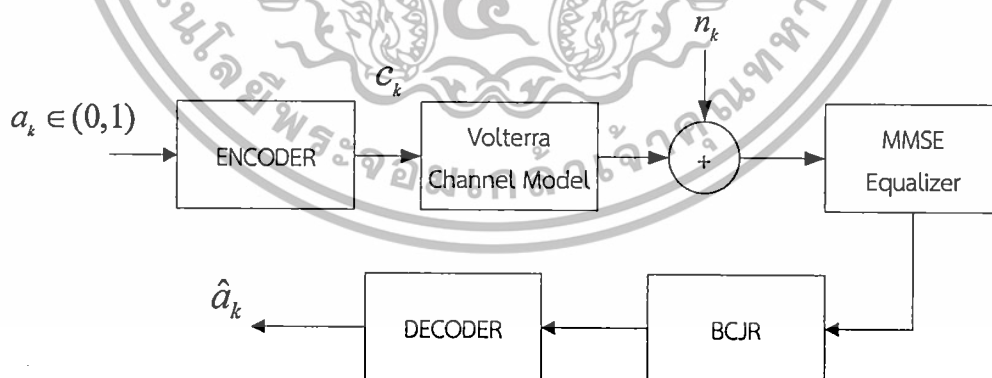 n_k
c_k
a_k ∈ (0,1)
ENCODER
Volterra
Channel Model
+
MMSE
Equalizer
â_k
DECODER
BCJR